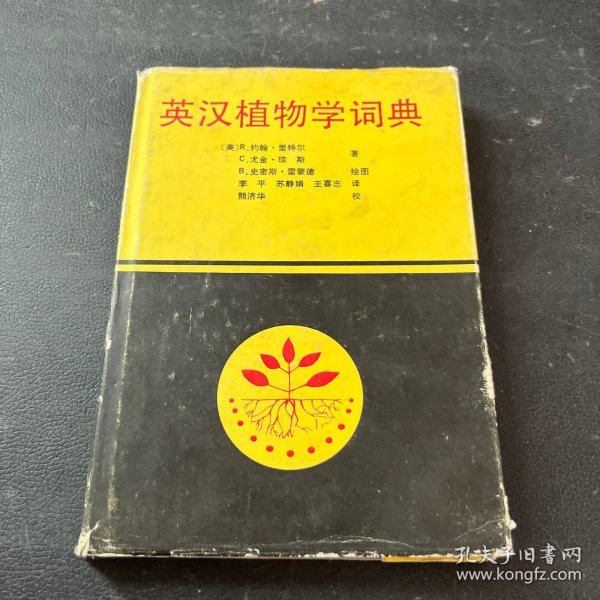 英汉植物学词典
〔美〕R.约翰·里特尔
C.尤金·琼 斯 著
B.史密斯·雷蒙德 绘图
李 平 苏静娟 王喜忠 译
熊济华 校
孔夫子旧书网
www.kongfz.com